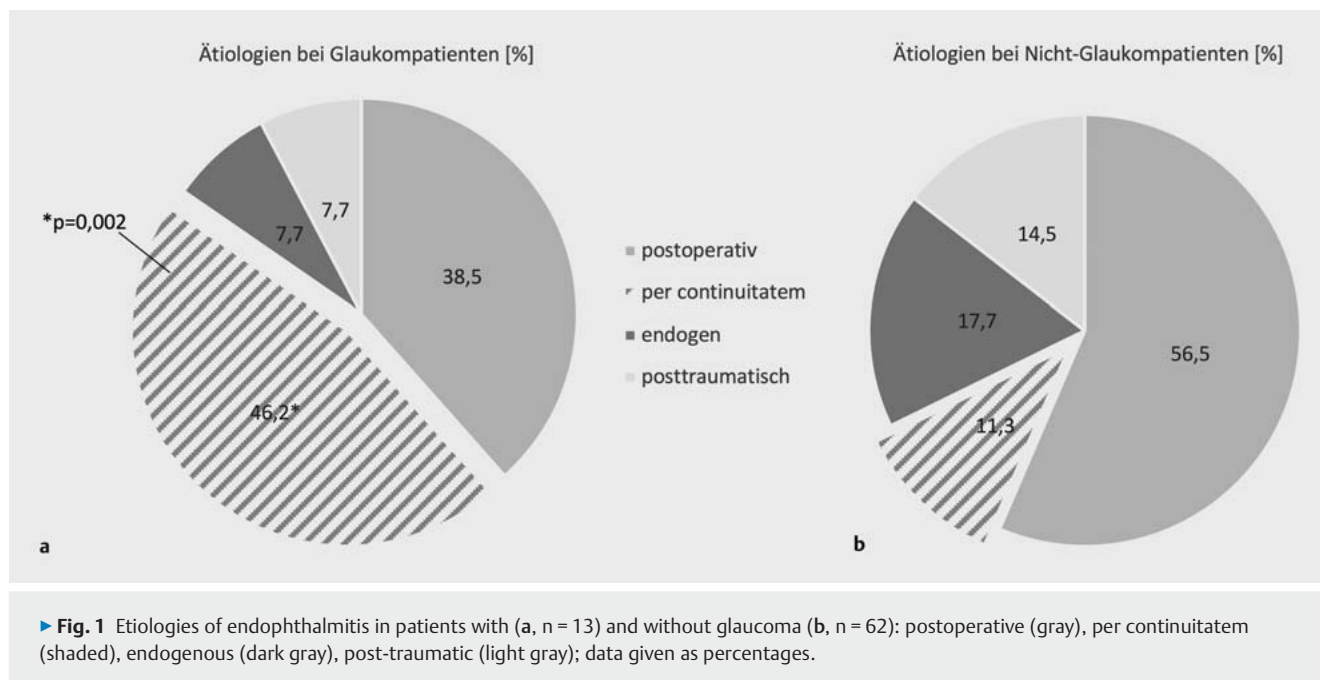 Ätiologien bei Glaukompatienten [%]
7,7
7,7
38,5
*p=0,002
46,2*
a
postoperativ
per continuitatem
endogen
posttraumatisch
Ätiologien bei Nicht-Glaukompatienten [%]
14,5
17,7
56,5
11,3
b
▶ Fig. 1 Etiologies of endophthalmitis in patients with (a, n = 13) and without glaucoma (b, n = 62): postoperative (gray), per continuitatem
(shaded), endogenous (dark gray), post-traumatic (light gray); data given as percentages.